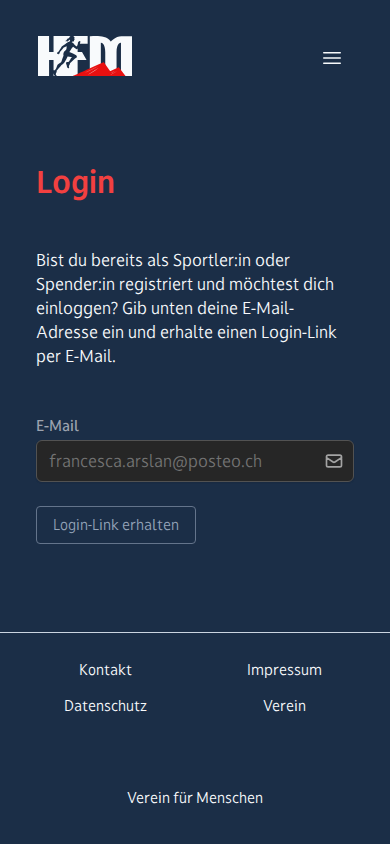 HFM
Login
Bist du bereits als Sportler:in oder
Spender:in registriert und möchtest dich
einloggen? Gib unten deine E-Mail-
Adresse ein und erhalte einen Login-Link
per E-Mail.
E-Mail
francesca.arslan@posteo.ch
Login-Link erhalten
Kontakt
Impressum
Datenschutz
Verein
Verein für Menschen